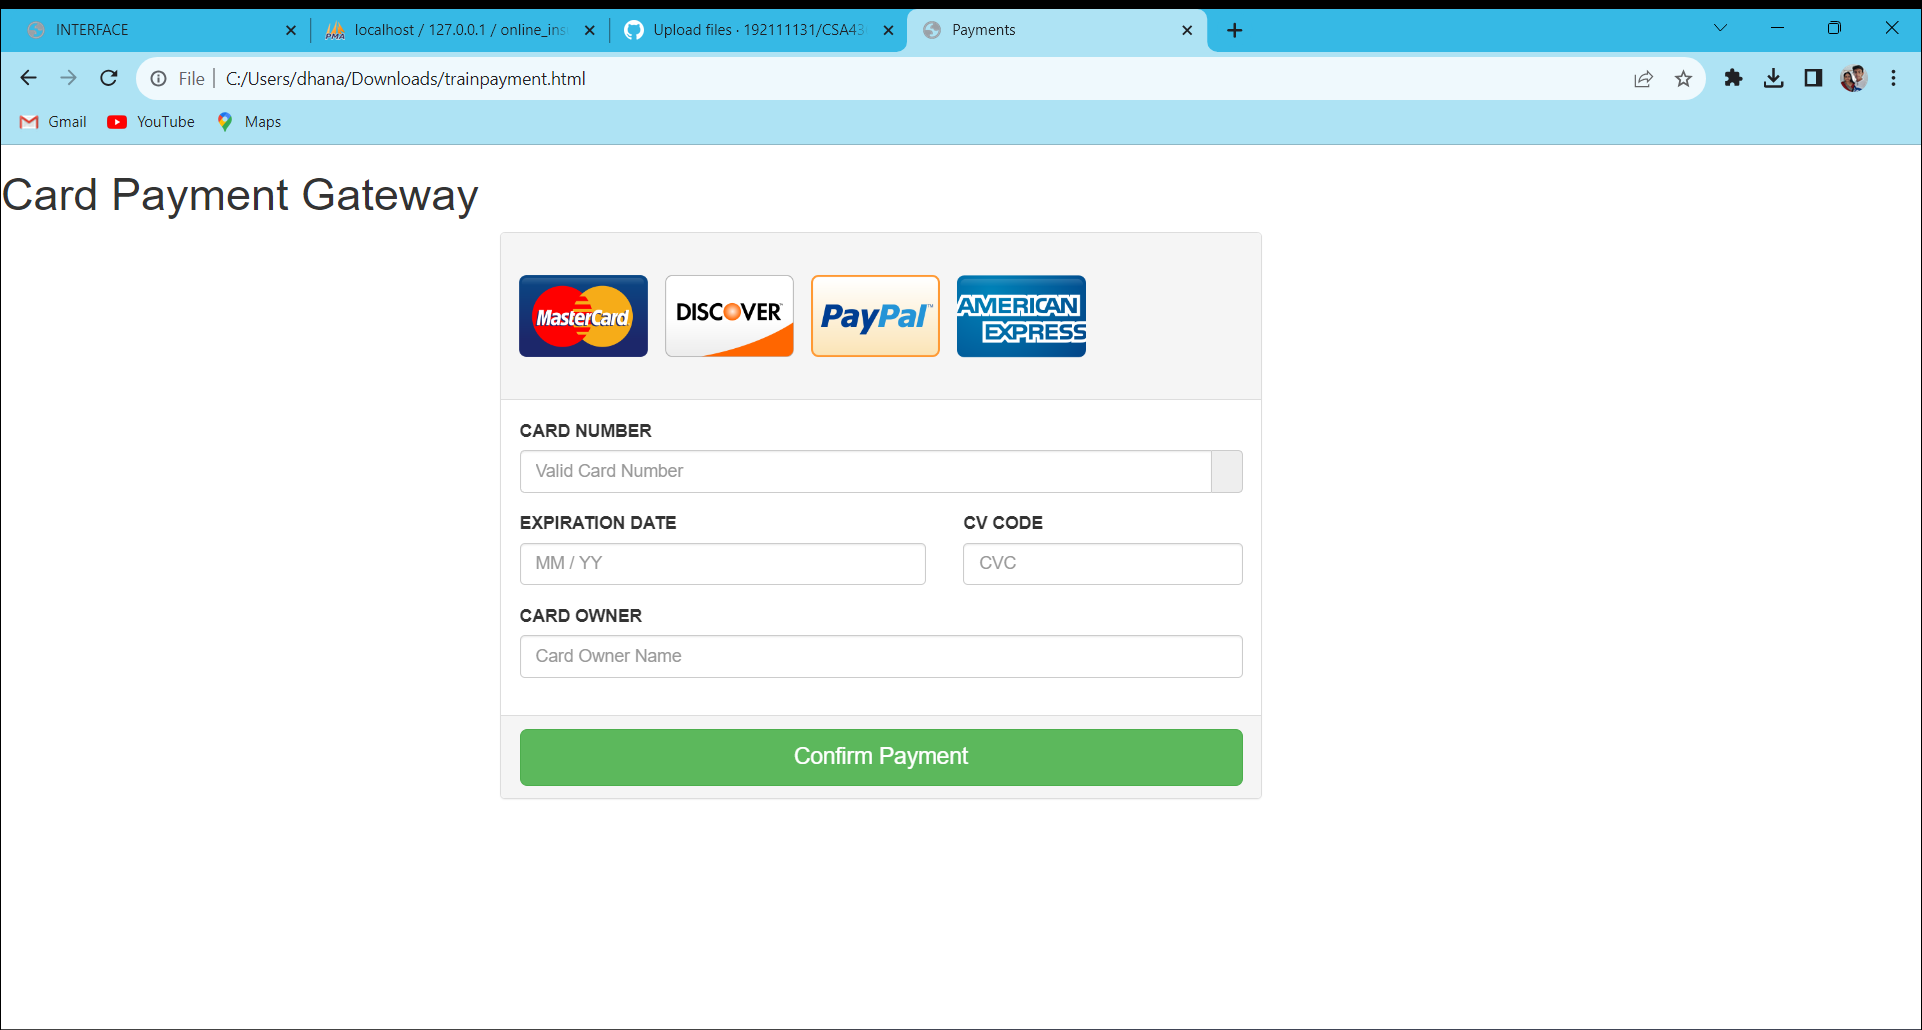 INTERFACE
localhost / 127.0.0.1 / online_ins
Upload files · 192111131/CSA43
Payments
File
C:/Users/dhana/Downloads/trainpayment.html
Gmail
YouTube
Maps
Card Payment Gateway
MasterCard
DISCOVER
PayPal™
AMERICAN
EXPRESS
CARD NUMBER
Valid Card Number
EXPIRATION DATE
CV CODE
MM / YY
CVC
CARD OWNER
Card Owner Name
Confirm Payment